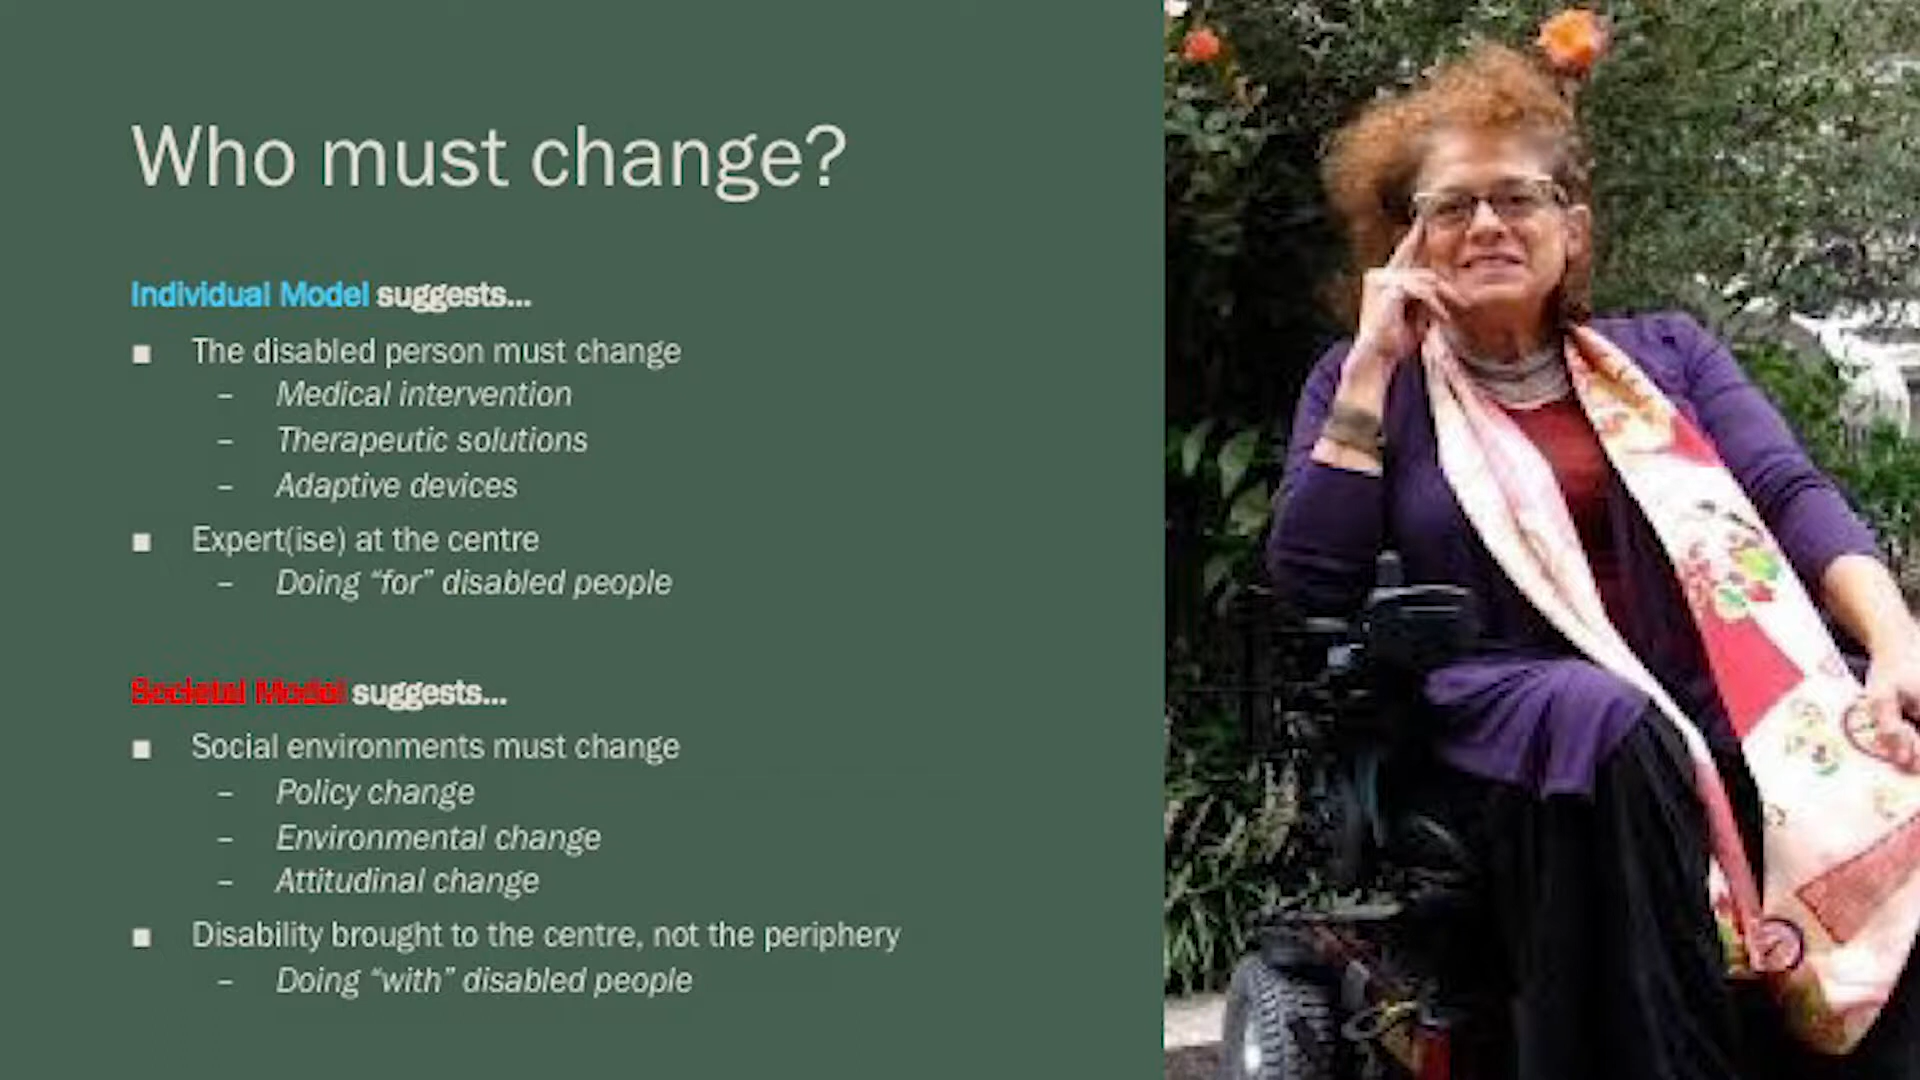 Who must change?
Individual Model suggests...
■ The disabled person must change
– Medical intervention
– Therapeutic solutions
– Adaptive devices
■ Expert(ise) at the centre
– Doing “for” disabled people
Societal Model suggests...
■ Social environments must change
– Policy change
– Environmental change
– Attitudinal change
■ Disability brought to the centre, not the periphery
– Doing “with” disabled people